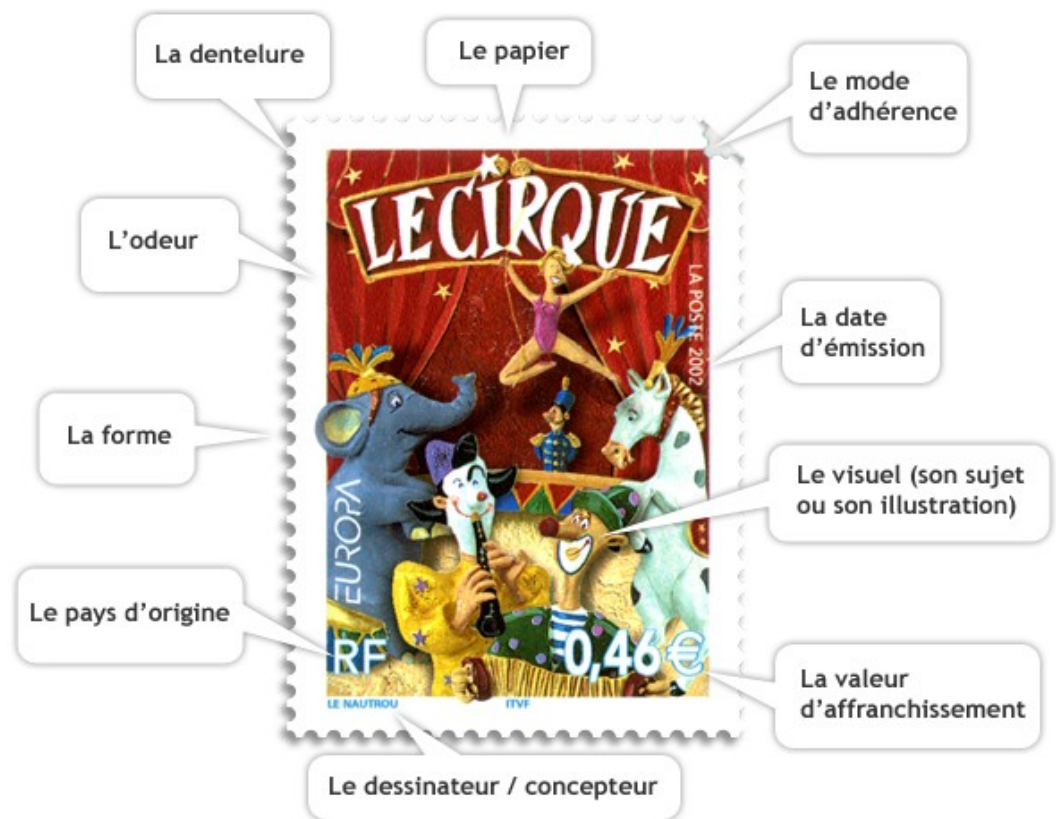 La dentelure
Le papier
Le mode
d'adhérence
L'odeur
LE CIRQUE
LA POSTE 2002
La date
d'émission
La forme
Le visuel (son sujet
ou son illustration)
EUROPA
Le pays d'origine
RF
0,46 €
La valeur
d'affranchissement
LE NAUTROU
ITVF
Le dessinateur / concepteur